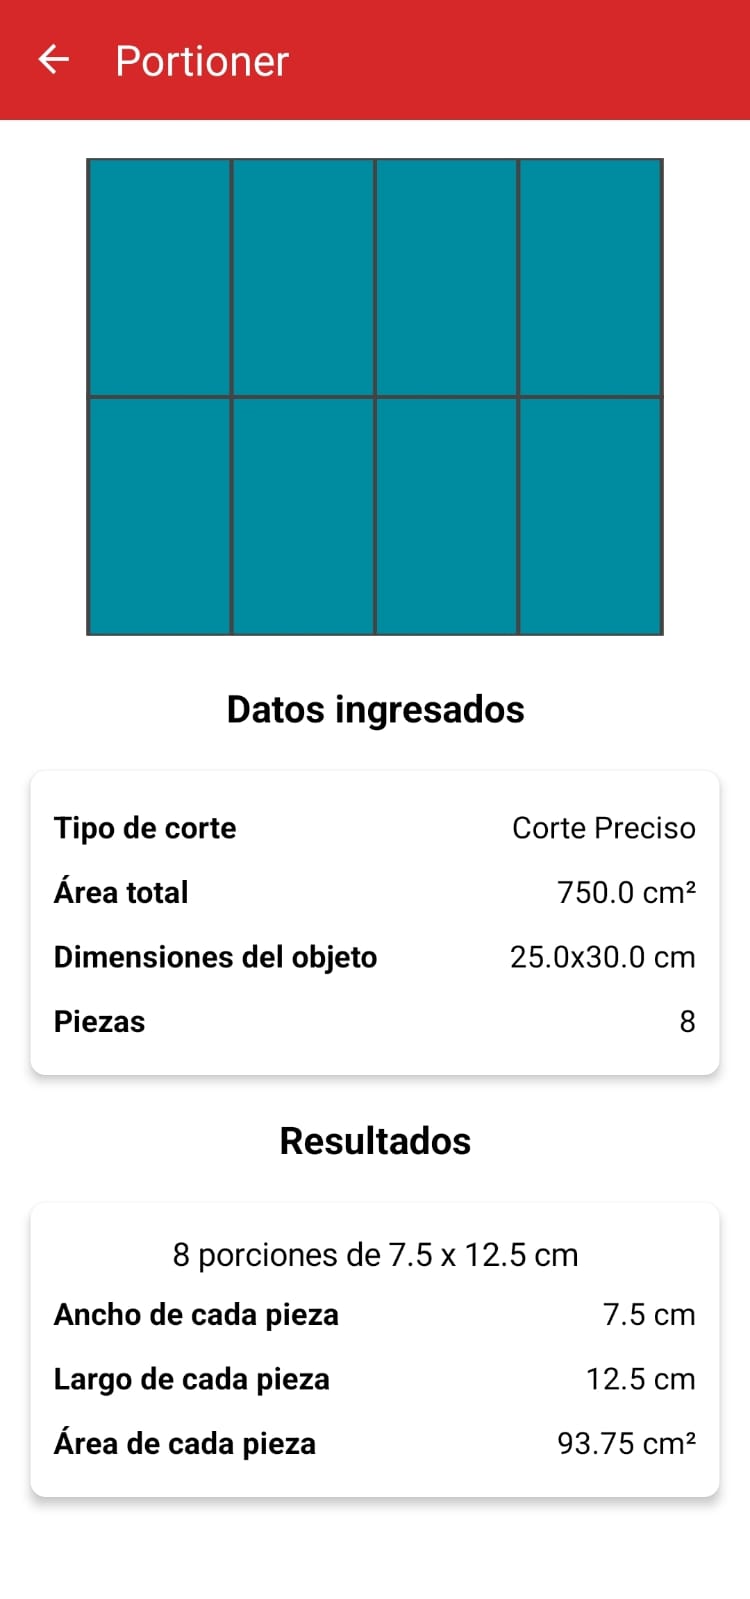 Portioner
Datos ingresados
Tipo de corte Corte Preciso
Área total 750.0 cm²
Dimensiones del objeto 25.0x30.0 cm
Piezas 8
Resultados
8 porciones de 7.5 x 12.5 cm
Ancho de cada pieza 7.5 cm
Largo de cada pieza 12.5 cm
Área de cada pieza 93.75 cm²